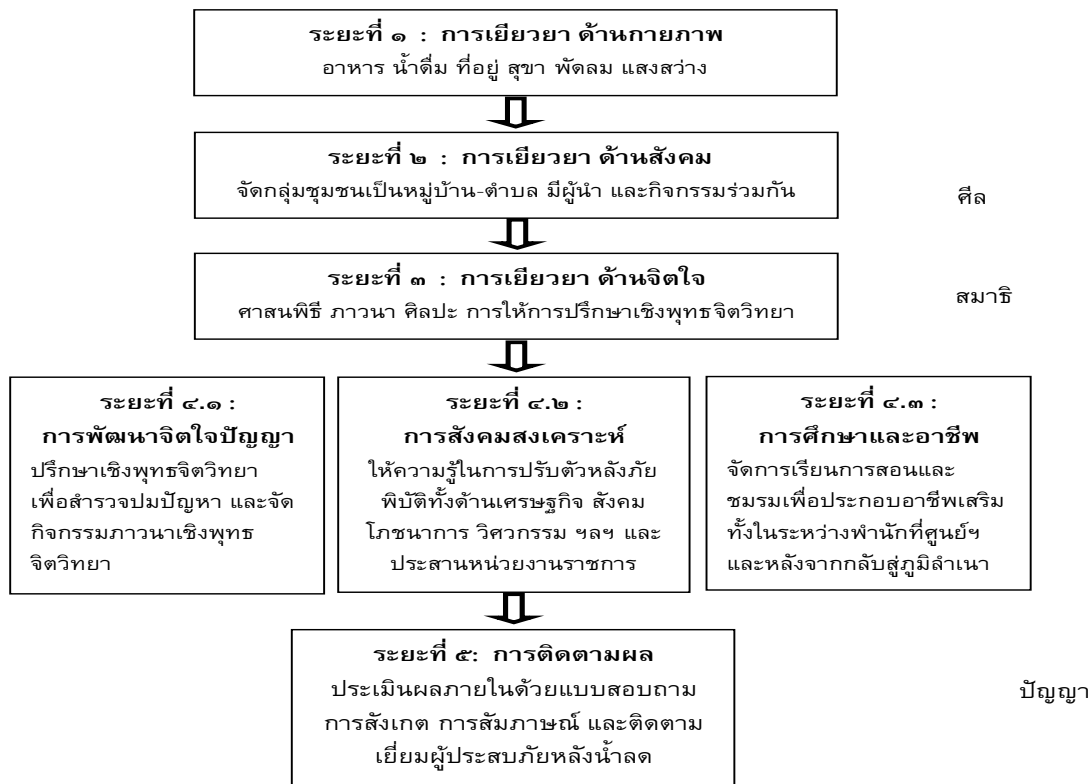 ระยะที่ ๑ : การเยียวยา ด้านกายภาพ
อาหาร น้ำดื่ม ที่อยู่ สุขา พัดลม แสงสว่าง
ระยะที่ ๒ : การเยียวยา ด้านสังคม
จัดกลุ่มชุมชนเป็นหมู่บ้าน-ตำบล มีผู้นำ และกิจกรรมร่วมกัน
ศีล
ระยะที่ ๓ : การเยียวยา ด้านจิตใจ
ศาสนพิธี ภาวนา ศิลปะ การให้การปรึกษาเชิงพุทธจิตวิทยา
สมาธิ
ระยะที่ ๔.๑ :
การพัฒนาจิตใจปัญญา
ปรึกษาเชิงพุทธจิตวิทยา
เพื่อสำรวจปมปัญหา และจัด
กิจกรรมภาวนาเชิงพุทธ
จิตวิทยา
ระยะที่ ๔.๒ :
การสังคมสงเคราะห์
ให้ความรู้ในการปรับตัวหลังภัย
พิบัติทั้งด้านเศรษฐกิจ สังคม
โภชนาการ วิศวกรรม ฯลฯ และ
ประสานหน่วยงานราชการ
ระยะที่ ๔.๓ :
การศึกษาและอาชีพ
จัดการเรียนการสอนและ
ชมรมเพื่อประกอบอาชีพเสริม
ทั้งในระหว่างพำนักที่ศูนย์ฯ
และหลังจากกลับสู่ภูมิลำเนา
ระยะที่ ๕: การติดตามผล
ประเมินผลภายในด้วยแบบสอบถาม
การสังเกต การสัมภาษณ์ และติดตาม
เยี่ยมผู้ประสบภัยหลังน้ำลด
ปัญญา